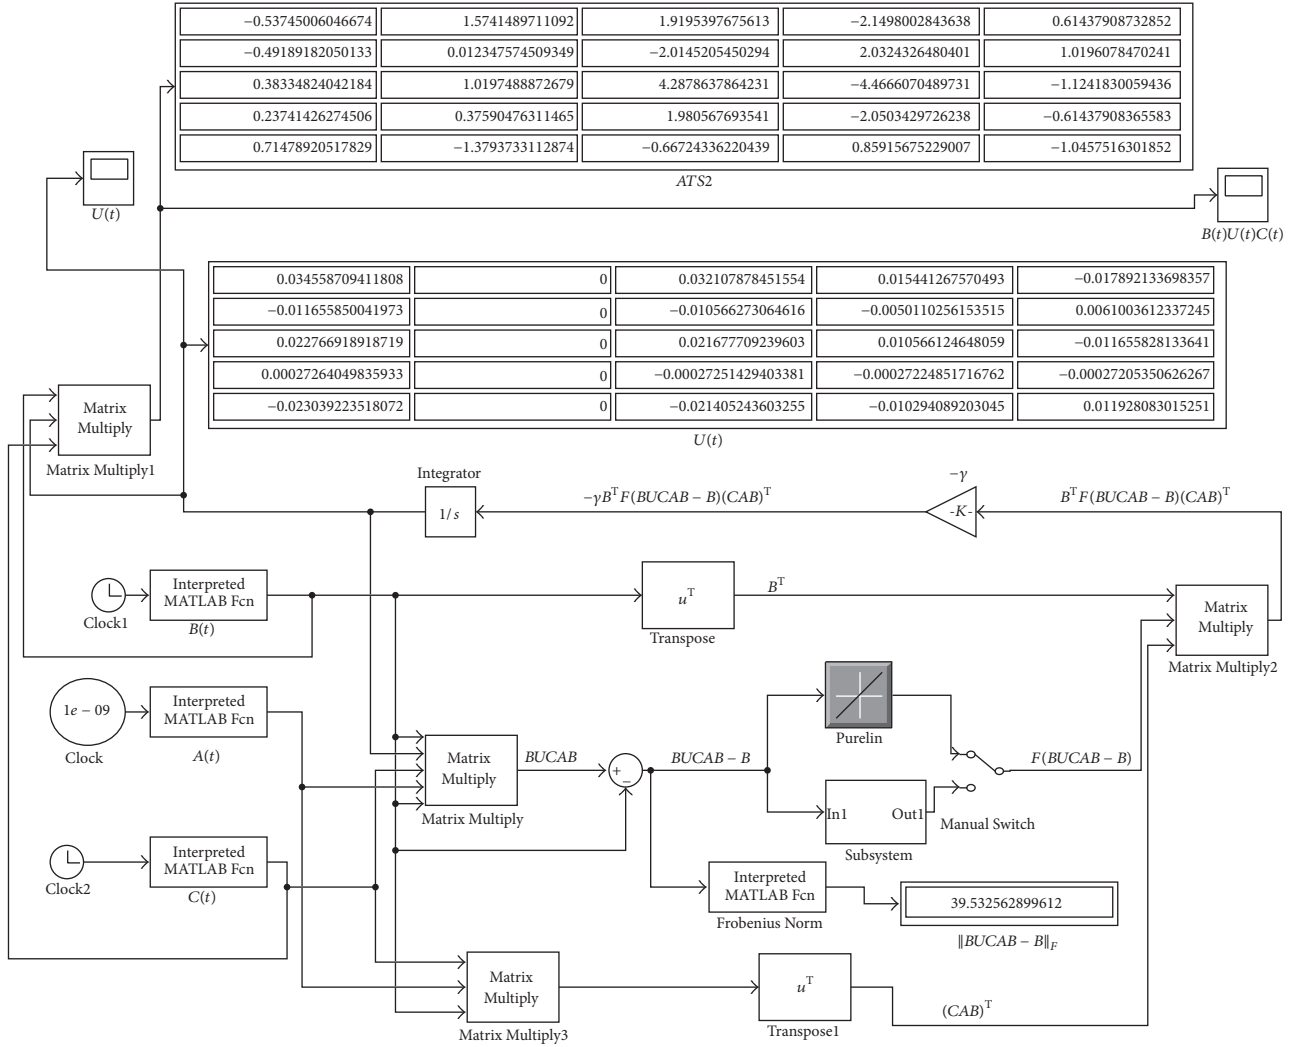 −0.53745006046674 1.5741489711092 1.9195397675613 −2.1498002843638 0.61437908732852
−0.49189182050133 0.012347574509349 −2.0145205450294 2.0324326480401 1.0196078470241
0.38334824042184 1.0197488872679 4.2878637864231 −4.4666070489731 −1.1241830059436
0.23741426274506 0.37590476311465 1.980567693541 −2.0503429726238 −0.61437908365583
0.71478920517829 −1.3793733112874 −0.66724336220439 0.85915675229007 −1.0457516301852
ATS2
U(t)
B(t)U(t)C(t)
0.034558709411808 0 0.032107878451554 0.015441267570493 −0.017892133698357
−0.011655850041973 0 −0.010566273064616 −0.0050110256153515 0.0061003612337245
0.022766918918719 0 0.021677709239603 0.010566124648059 −0.011655828133641
0.00027264049835933 0 −0.00027251429403381 −0.00027224851716762 −0.00027205350626267
−0.023039223518072 0 −0.021405243603255 −0.010294089203045 0.011928083015251
U(t)
Matrix
Multiply
Matrix Multiply1
Integrator
1/s
−γBᵀF(BUCAB − B)(CAB)ᵀ
−γ
-K-
BᵀF(BUCAB − B)(CAB)ᵀ
Clock1
Interpreted
MATLAB Fcn
B(t)
uᵀ
Transpose
Bᵀ
Matrix
Multiply
Matrix Multiply2
1e − 09
Clock
Interpreted
MATLAB Fcn
A(t)
Matrix
Multiply
Matrix Multiply
BUCAB
+
−
BUCAB − B
Purelin
In1 Out1
Subsystem
Manual Switch
F(BUCAB − B)
Clock2
Interpreted
MATLAB Fcn
C(t)
Interpreted
MATLAB Fcn
Frobenius Norm
39.532562899612
‖BUCAB − B‖F
Matrix
Multiply
Matrix Multiply3
uᵀ
Transpose1
(CAB)ᵀ